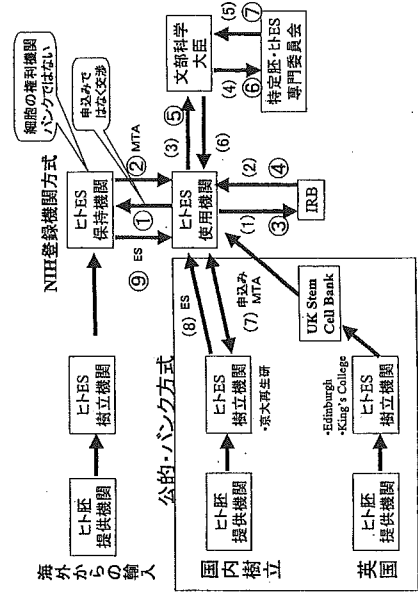 海外からの輸入
ヒト胚
提供機関
ヒトES
樹立機関
NIH登録機関方式
ヒトES
保持機関
細胞の権利機関
バンクではない
申込みで
はなく交渉
①
② MTA
⑨ ES
ヒトES
使用機関
(3)
⑤
(6)
文部科学
大臣
(4)
(5)
⑥
⑦
特定胚・ヒトES
専門委員会
(1)
(2)
③
④
IRB
公的・バンク方式
国内樹立
ヒト胚
提供機関
ヒトES
樹立機関
・京大再生研
(8) ES
(7) 申込み
MTA
英国
ヒト胚
提供機関
ヒトES
樹立機関
・Edinburgh
・King's College
UK Stem
Cell Bank